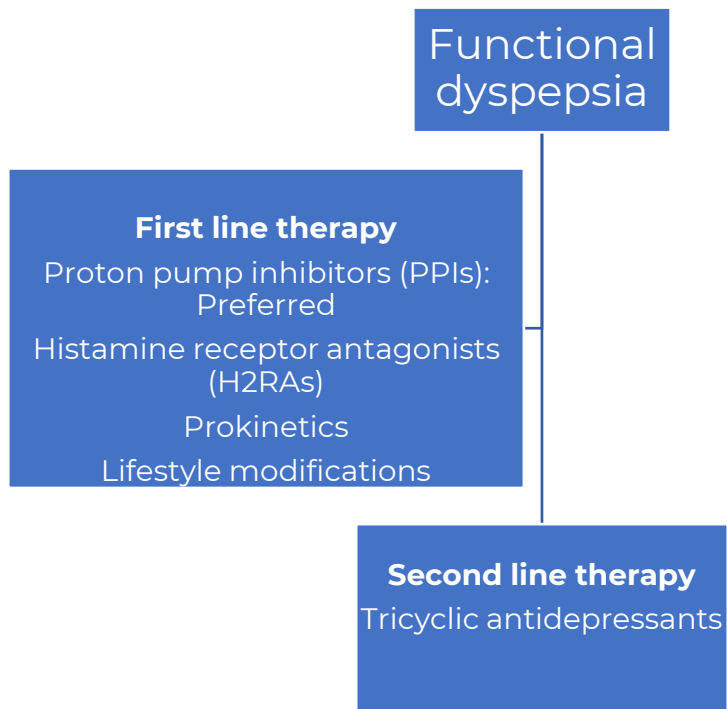 Functional
dyspepsia
First line therapy
Proton pump inhibitors (PPIs):
Preferred
Histamine receptor antagonists
(H2RAs)
Prokinetics
Lifestyle modifications
Second line therapy
Tricyclic antidepressants